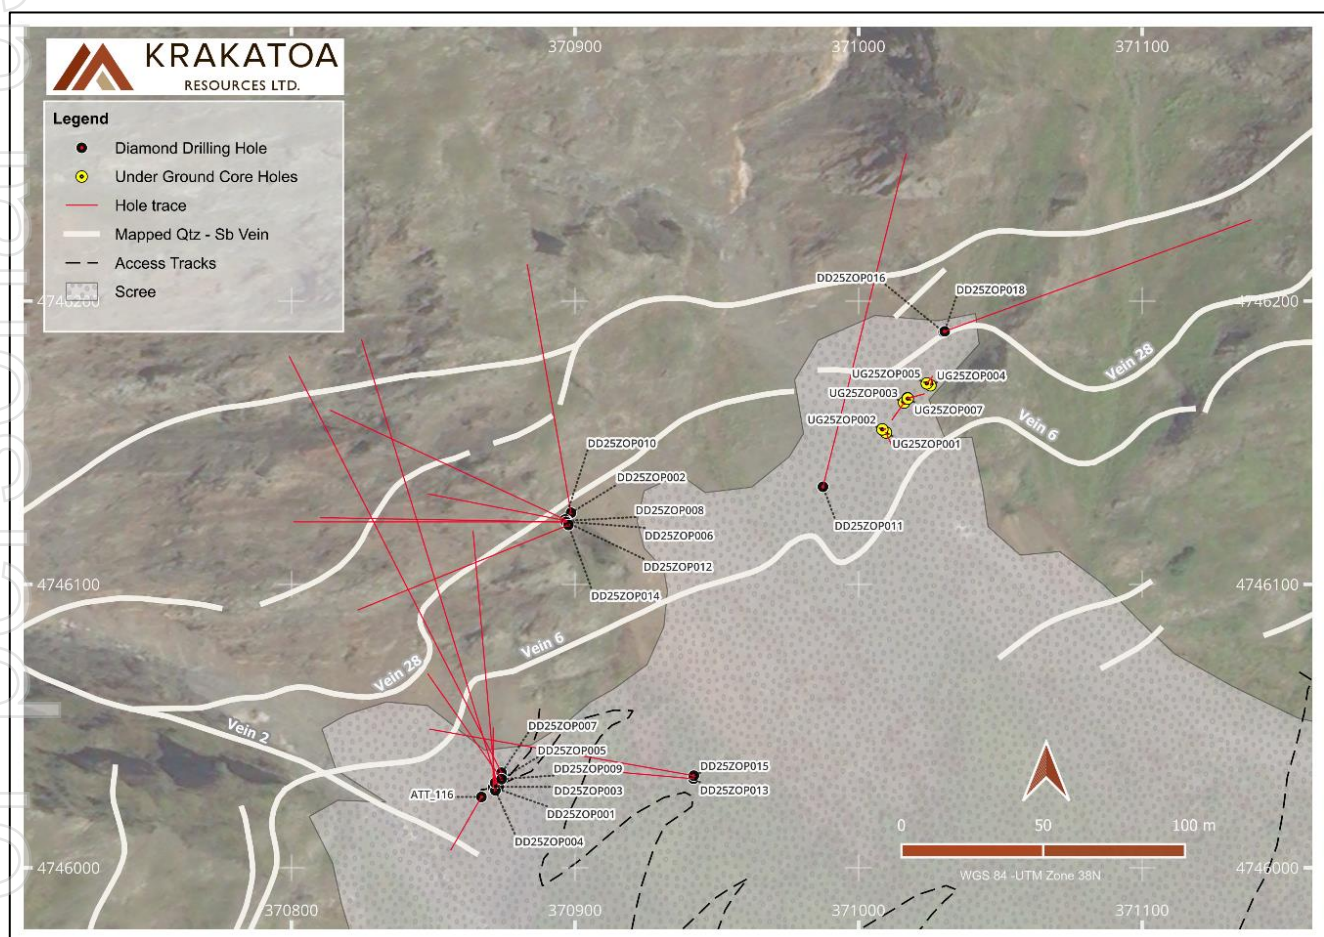 KRAKATOA
RESOURCES LTD.
370900
371000
371100
Legend
Diamond Drilling Hole
Under Ground Core Holes
Hole trace
Mapped Qtz - Sb Vein
Access Tracks
Scree
4746200
4746200
DD25ZOP016
DD25ZOP018
Vein 28
UG25ZOP005
UG25ZOP004
UG25ZOP003
UG25ZOP007
UG25ZOP002
UG25ZOP001
Vein 6
DD25ZOP010
DD25ZOP002
DD25ZOP008
DD25ZOP011
DD25ZOP006
DD25ZOP012
4746100
4746100
DD25ZOP014
Vein 6
Vein 28
Vein 2
DD25ZOP007
DD25ZOP005
DD25ZOP009
DD25ZOP015
ATT_116
DD25ZOP003
DD25ZOP013
DD25ZOP001
DD25ZOP004
0 50 100 m
4746000
4746000
WGS 84 -UTM Zone 38N
370800
370900
371000
371100